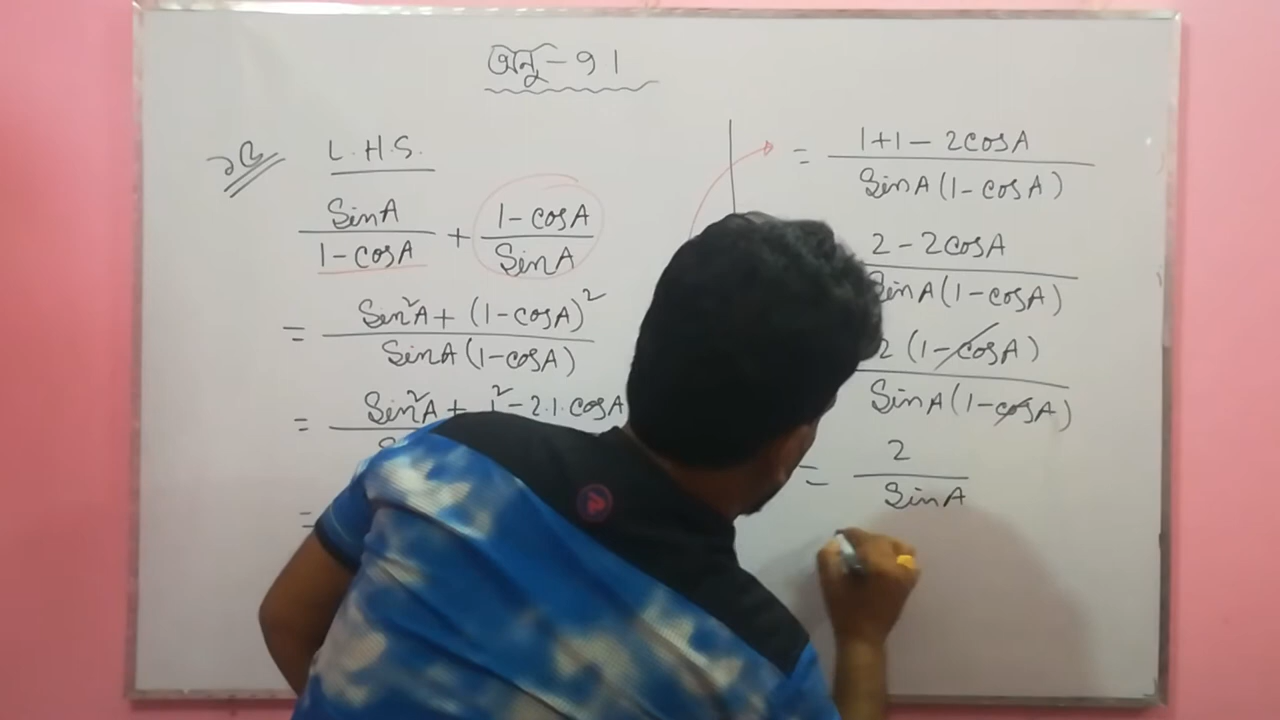 অনু - ৭।
১৫
L.H.S.
SinA/(1-cosA) + (1-cosA)/SinA
= (Sin²A + (1-cosA)²)/(SinA(1-cosA))
= Sin²A + 1² - 2.1.cosA
=
= (1+1-2cosA)/(SinA(1-cosA))
(2-2cosA)/(SinA(1-cosA))
2(1-cosA)/(SinA(1-cosA))
= 2/SinA